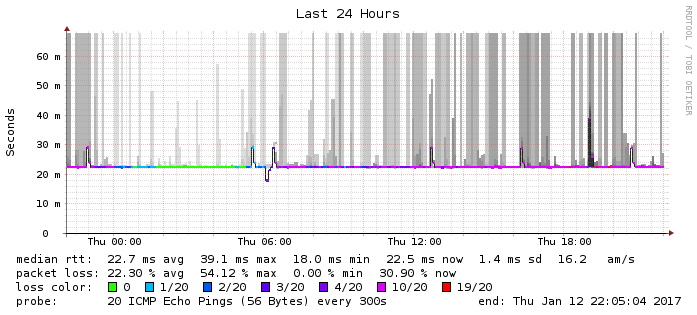 Last 24 Hours
RRDTOOL / TOBI OETIKER
Seconds
60 m
50 m
40 m
30 m
20 m
10 m
0
Thu 00:00 Thu 06:00 Thu 12:00 Thu 18:00
median rtt: 22.7 ms avg 39.1 ms max 18.0 ms min 22.5 ms now 1.4 ms sd 16.2 am/s
packet loss: 22.30 % avg 54.12 % max 0.00 % min 30.90 % now
loss color: 0 1/20 2/20 3/20 4/20 10/20 19/20
probe: 20 ICMP Echo Pings (56 Bytes) every 300s end: Thu Jan 12 22:05:04 2017